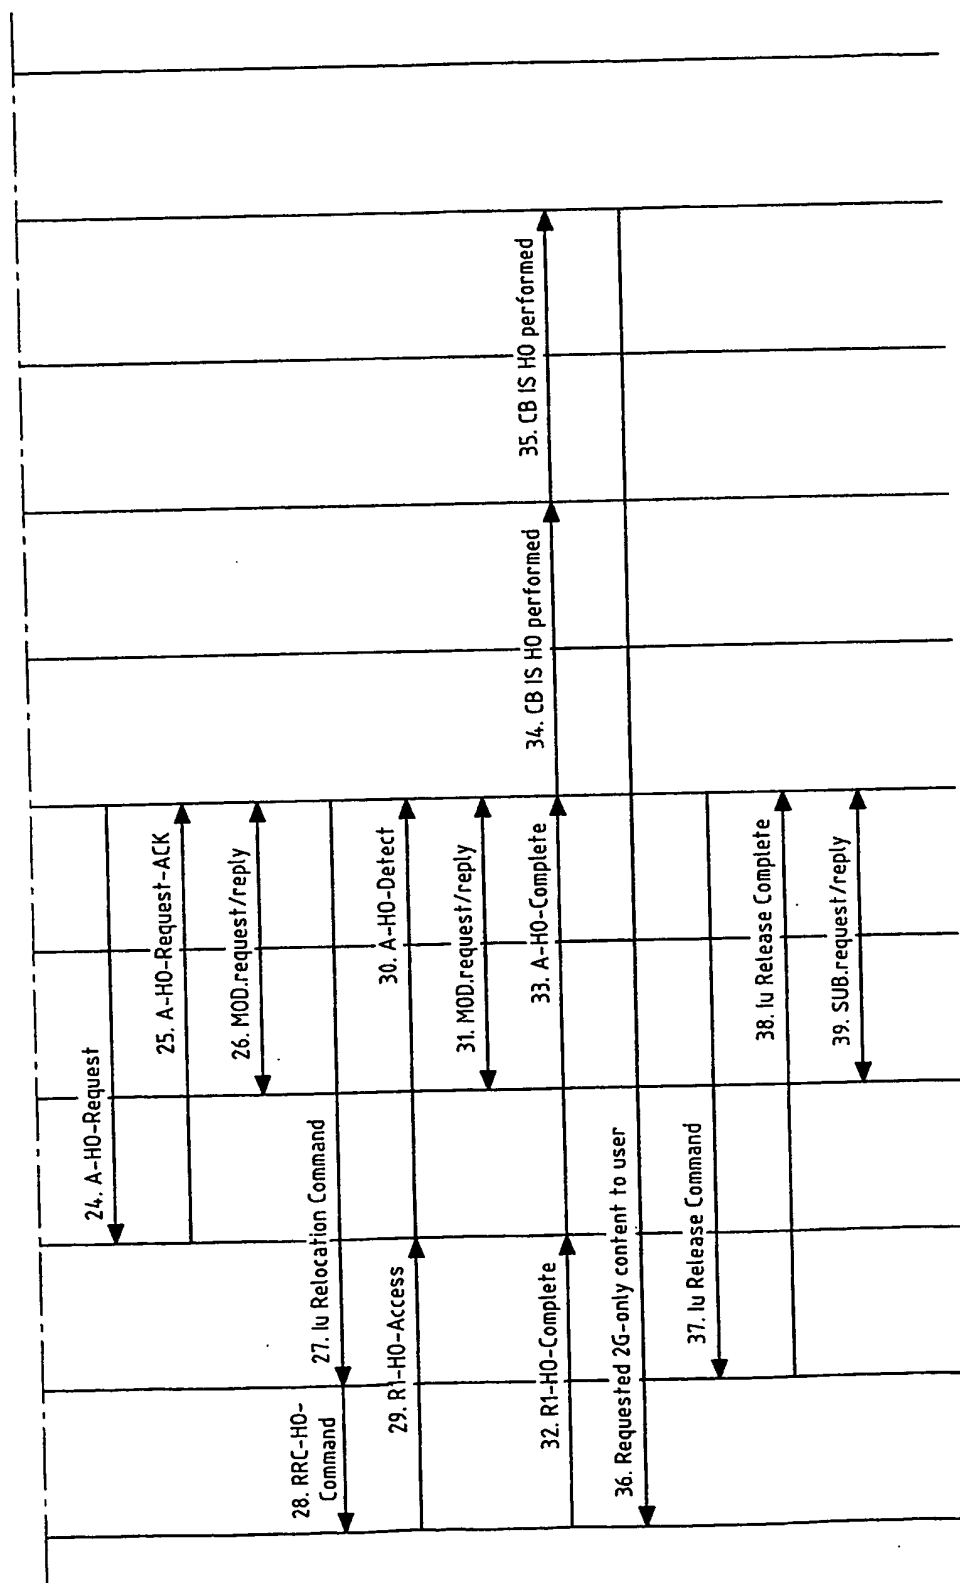 24. A-HO-Request
25. A-HO-Request-ACK
26. MOD.request/reply
27. Iu Relocation Command
28. RRC-HO-
Command
29. R1-HO-Access
30. A-HO-Detect
31. MOD.request/reply
32. R1-HO-Complete
33. A-HO-Complete
34. CB IS HO performed
35. CB IS HO performed
36. Requested 2G-only content to user
37. Iu Release Command
38. Iu Release Complete
39. SUB.request/reply